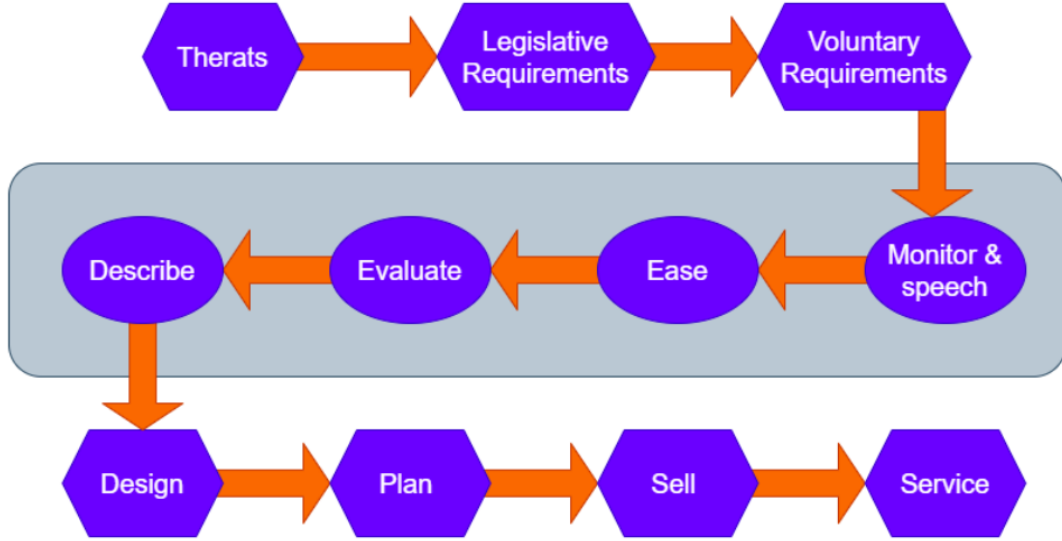 Therats
Legislative
Requirements
Voluntary
Requirements
Describe
Evaluate
Ease
Monitor &
speech
Design
Plan
Sell
Service